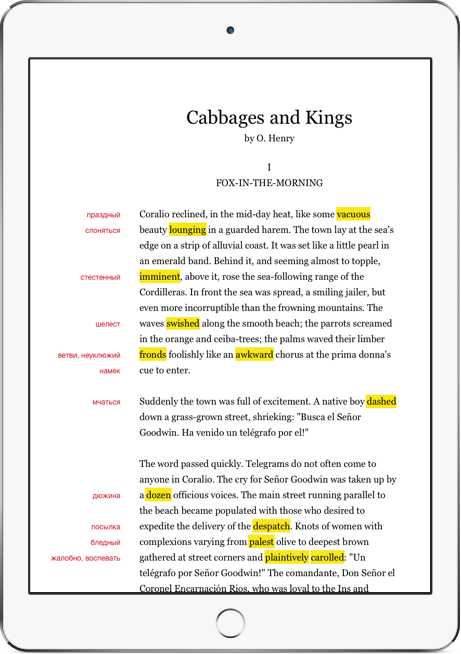 Cabbages and Kings
by O. Henry
I
FOX-IN-THE-MORNING
праздный Coralio reclined, in the mid-day heat, like some vacuous
слоняться beauty lounging in a guarded harem. The town lay at the sea's
edge on a strip of alluvial coast. It was set like a little pearl in
an emerald band. Behind it, and seeming almost to topple,
стестенный imminent, above it, rose the sea-following range of the
Cordilleras. In front the sea was spread, a smiling jailer, but
even more incorruptible than the frowning mountains. The
шелест waves swished along the smooth beach; the parrots screamed
in the orange and ceiba-trees; the palms waved their limber
ветви, неуклюжий fronds foolishly like an awkward chorus at the prima donna's
намек cue to enter.
мчаться Suddenly the town was full of excitement. A native boy dashed
down a grass-grown street, shrieking: "Busca el Señor
Goodwin. Ha venido un telégrafo por el!"
The word passed quickly. Telegrams do not often come to
anyone in Coralio. The cry for Señor Goodwin was taken up by
дюжина a dozen officious voices. The main street running parallel to
the beach became populated with those who desired to
посылка expedite the delivery of the despatch. Knots of women with
бледный complexions varying from palest olive to deepest brown
жалобно, воспевать gathered at street corners and plaintively carolled: "Un
telégrafo por Señor Goodwin!" The comandante, Don Señor el
Coronel Encarnación Rios, who was loyal to the Ins and